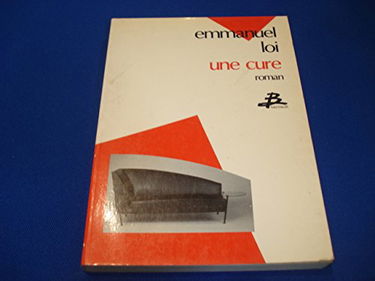 emmanuel
loi
une cure
roman